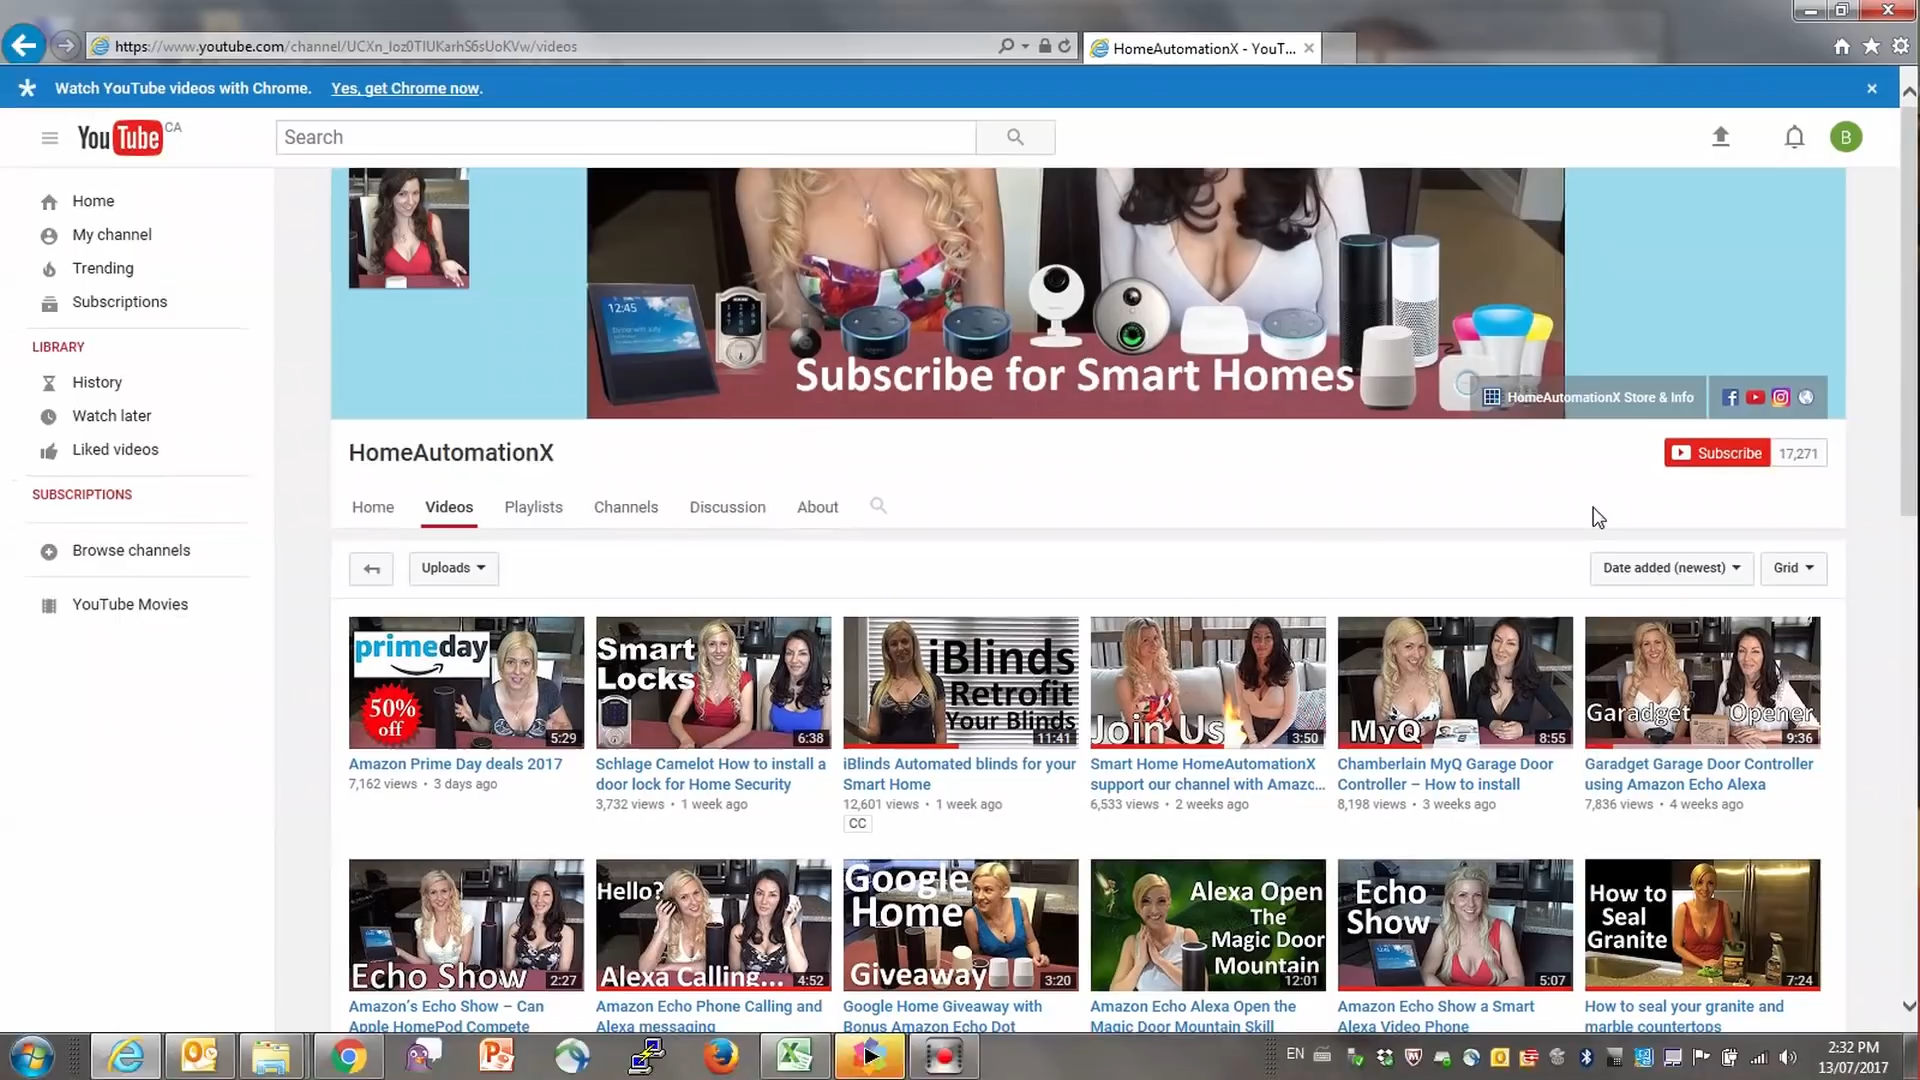 https://www.youtube.com/channel/UCXn_Ioz0TIUKarhS6sUoKVw/videos
HomeAutomationX - YouT...
Watch YouTube videos with Chrome. Yes, get Chrome now.
YouTube CA
Search
B
Home
My channel
Trending
Subscriptions
LIBRARY
History
Watch later
Liked videos
SUBSCRIPTIONS
Browse channels
YouTube Movies
12:45
Subscribe for Smart Homes
HomeAutomationX Store & Info
HomeAutomationX
Subscribe 17,271
Home Videos Playlists Channels Discussion About
Uploads
Date added (newest) Grid
primeday
50%
off
5:29
Amazon Prime Day deals 2017
7,162 views • 3 days ago
Smart
Locks
6:38
Schlage Camelot How to install a
door lock for Home Security
3,732 views • 1 week ago
iBlinds
Retrofit
Your Blinds
11:41
iBlinds Automated blinds for your
Smart Home
12,601 views • 1 week ago
CC
Join Us
3:50
Smart Home HomeAutomationX
support our channel with Amazo...
6,533 views • 2 weeks ago
MyQ
8:55
Chamberlain MyQ Garage Door
Controller – How to install
8,198 views • 3 weeks ago
Garadget Opener
9:36
Garadget Garage Door Controller
using Amazon Echo Alexa
7,836 views • 4 weeks ago
Echo Show
2:27
Amazon's Echo Show – Can
Apple HomePod Compete
Hello?
Alexa Calling...
4:52
Amazon Echo Phone Calling and
Alexa messaging
Google
Home
Giveaway
3:20
Google Home Giveaway with
Bonus Amazon Echo Dot
Alexa Open
The
Magic Door
Mountain
12:01
Amazon Echo Alexa Open the
Magic Door Mountain Skill
Echo
Show
5:07
Amazon Echo Show a Smart
Alexa Video Phone
How to
Seal
Granite
7:24
How to seal your granite and
marble countertops
EN
2:32 PM
13/07/2017